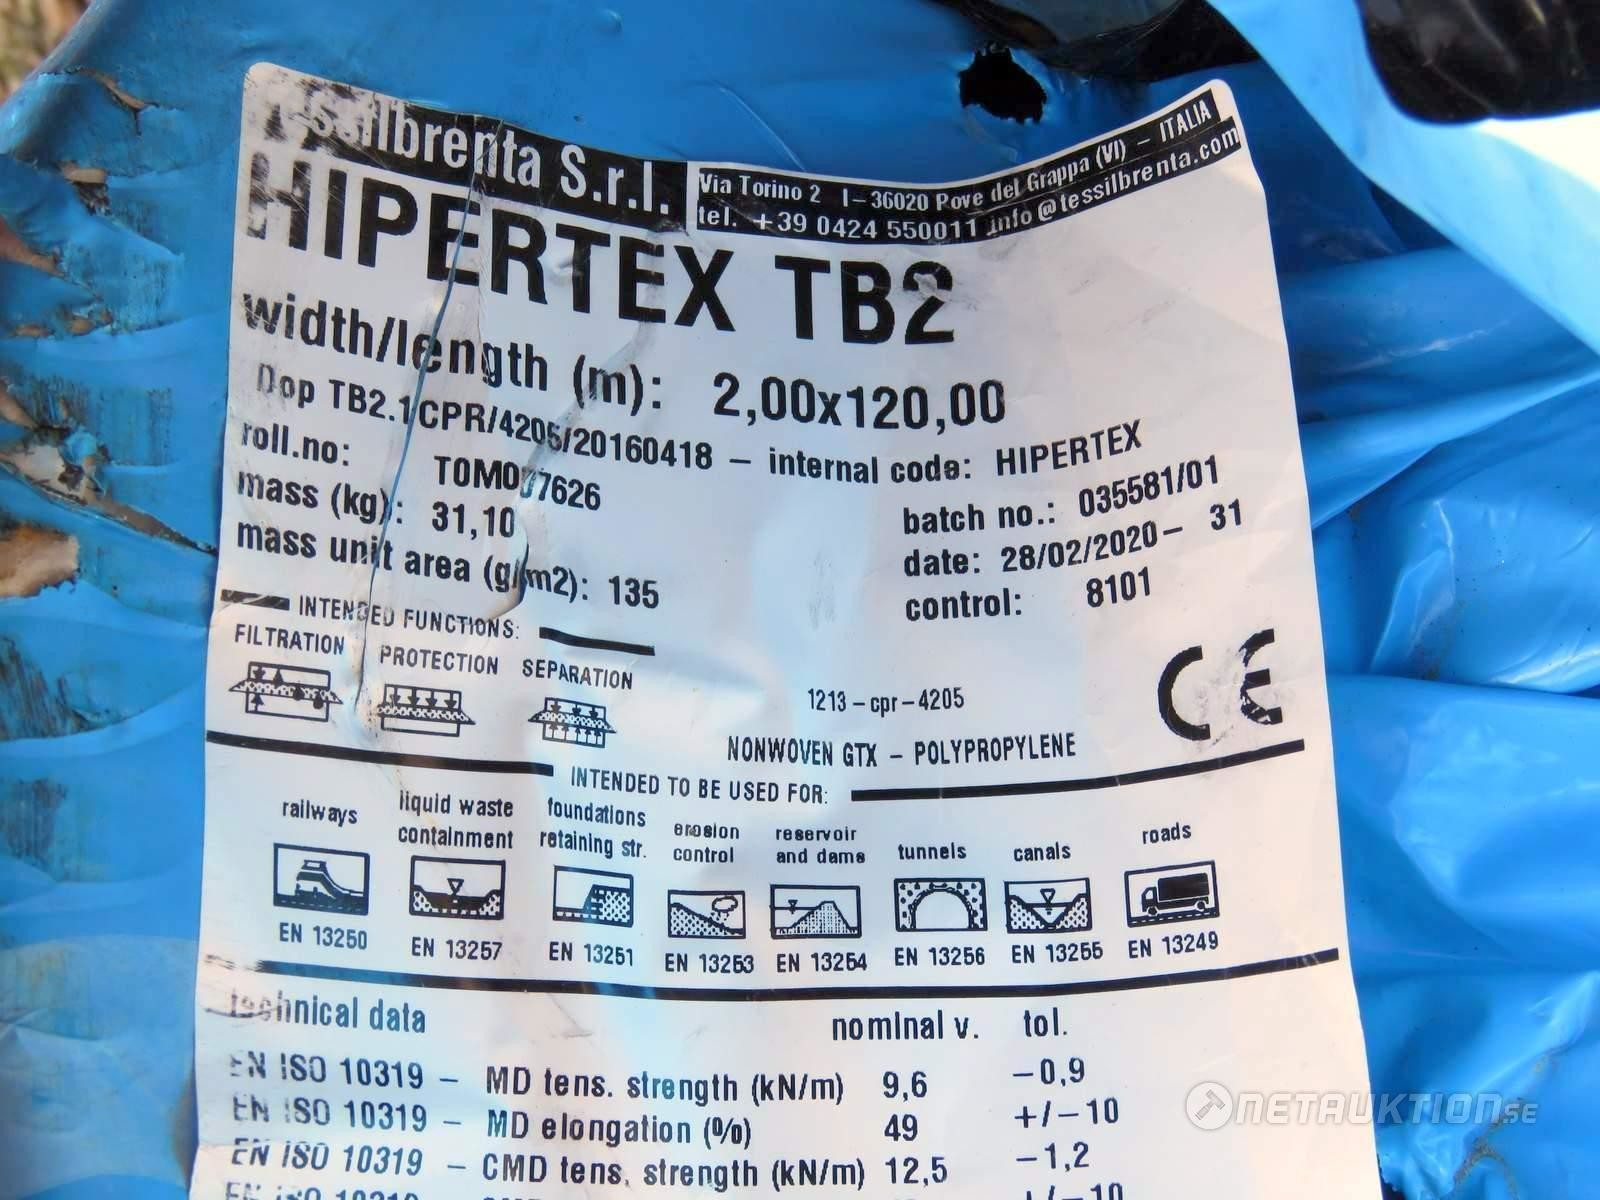 Tessilbrenta S.r.l.
Via Torino 2 I-36020 Pove del Grappa (VI) - ITALIA
tel. +39 0424 550011 info@tessilbrenta.com
HIPERTEX TB2
width/length (m): 2,00x120,00
Dop TB2.1/CPR/4205/20160418 - internal code: HIPERTEX
roll.no: batch no.: 035581/01
mass (kg): 31,10 date: 28/02/2020- 31
mass unit area (g/m2): 135 control: 8101
INTENDED FUNCTIONS:
FILTRATION PROTECTION SEPARATION
1213-cpr-4205
CE
NONWOVEN GTX - POLYPROPYLENE
INTENDED TO BE USED FOR:
railways liquid waste containment foundations retaining str. erosion control reservoir and dams tunnels canals roads
EN 13250 EN 13257 EN 13251 EN 13253 EN 13254 EN 13256 EN 13255 EN 13249
technical data nominal v. tol.
EN ISO 10319 - MD tens. strength (kN/m) 9,6 -0,9
EN ISO 10319 - MD elongation (%) 49 +/-10
EN ISO 10319 - CMD tens. strength (kN/m) 12,5 -1,2
NETAUKTION.SE